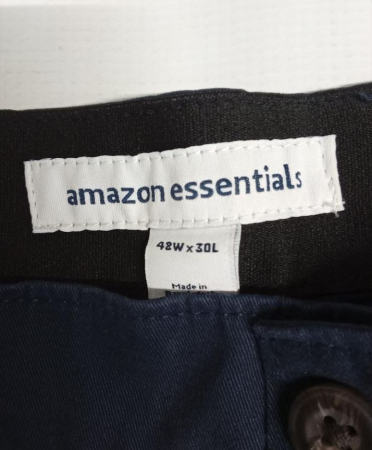 amazon essentials
42W x 30L
Made in